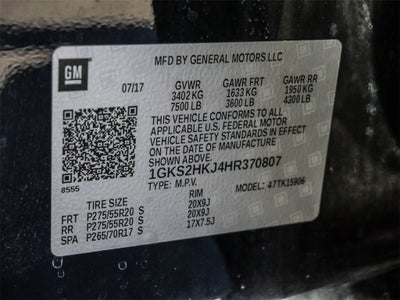 GM
MFD BY GENERAL MOTORS LLC
07/17 GVWR GAWR FRT GAWR RR
3402 KG 1633 KG 1950 KG
7500 LB 3600 LB 4300 LB
THIS VEHICLE CONFORMS TO ALL
APPLICABLE U.S. FEDERAL MOTOR
VEHICLE SAFETY STANDARDS IN EFFECT
ON THE DATE OF MANUFACTURE
SHOWN ABOVE.
1GKS2HKJ4HR370807
8555 TYPE: M.P.V. MODEL: 47TK15906
TIRE SIZE RIM
FRT P275/55R20 S 20X9J
RR P275/55R20 S 20X9J
SPA P265/70R17 S 17X7.5J